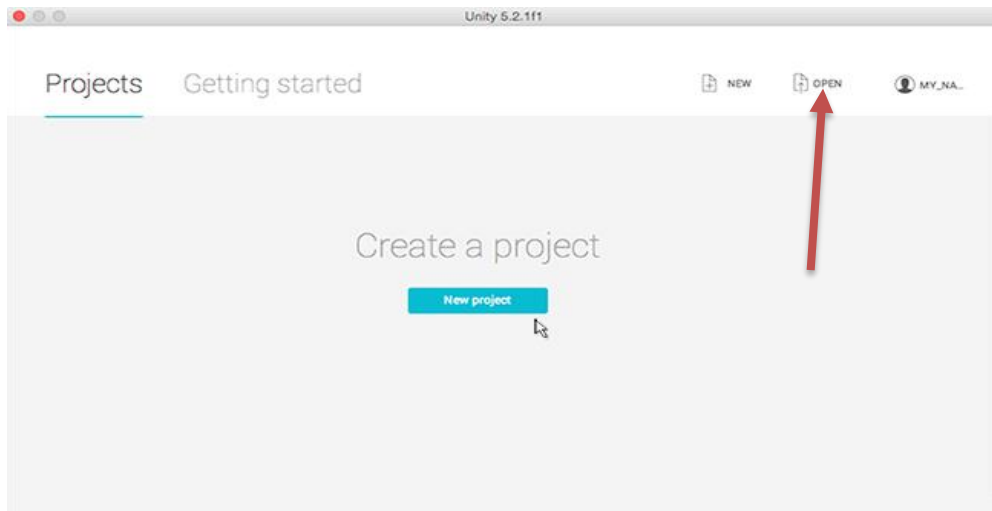 Unity 5.2.1f1
Projects Getting started NEW OPEN MY_NA...
Create a project
New project